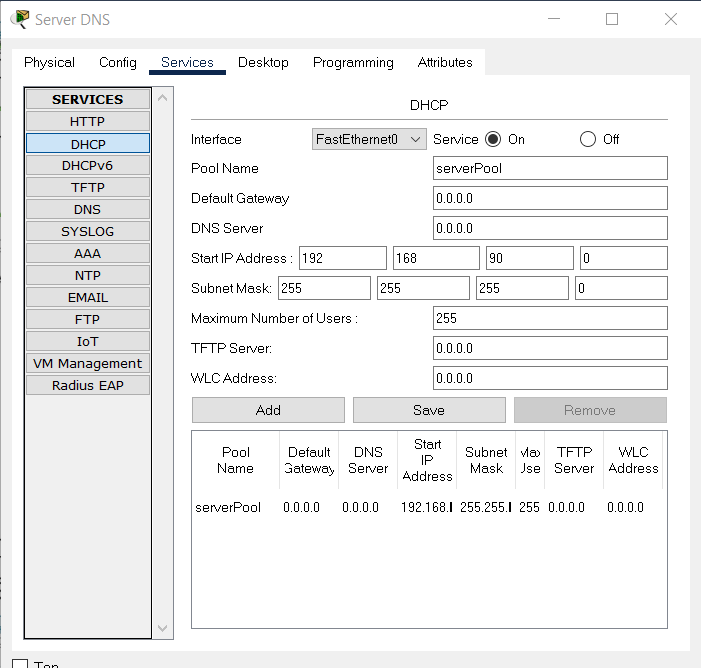 Server DNS
Physical Config Services Desktop Programming Attributes
SERVICES
HTTP
DHCP
DHCPv6
TFTP
DNS
SYSLOG
AAA
NTP
EMAIL
FTP
IoT
VM Management
Radius EAP
DHCP
Interface FastEthernet0 Service On Off
Pool Name serverPool
Default Gateway 0.0.0.0
DNS Server 0.0.0.0
Start IP Address : 192 168 90 0
Subnet Mask: 255 255 255 0
Maximum Number of Users : 255
TFTP Server: 0.0.0.0
WLC Address: 0.0.0.0
Add Save Remove
Pool Name Default Gateway DNS Server Start IP Address Subnet Mask TFTP Server WLC Address
serverPool 0.0.0.0 0.0.0.0 192.168. 255.255. 255 0.0.0.0 0.0.0.0